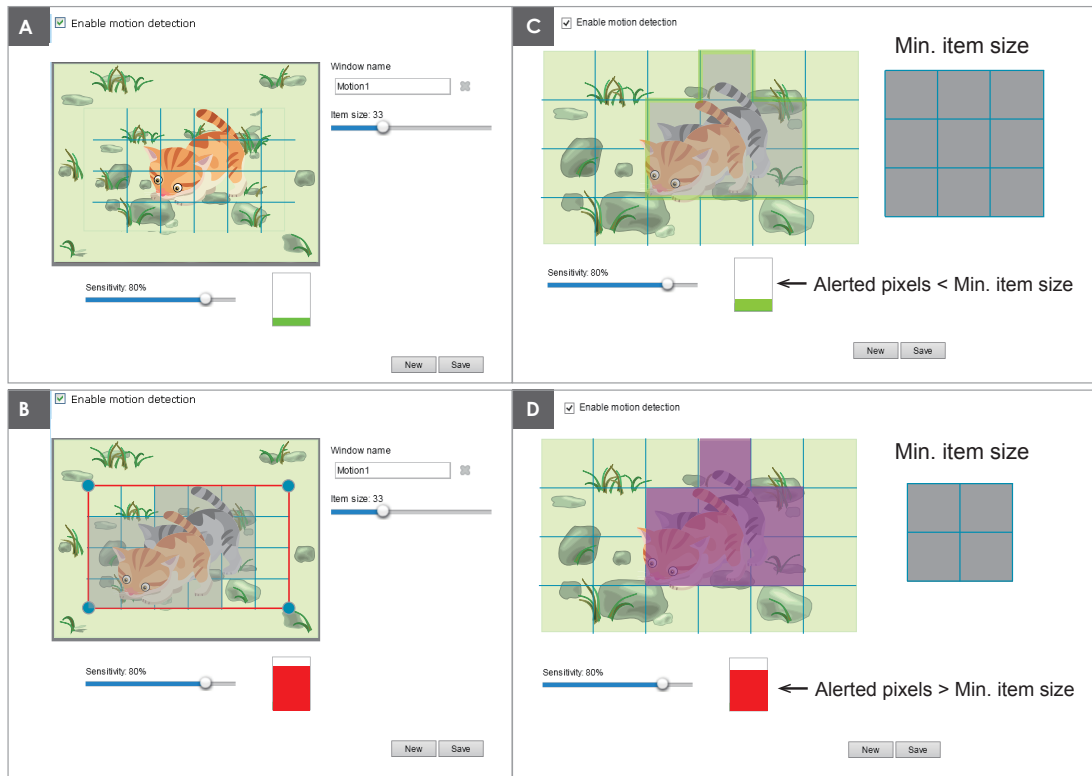 A
Enable motion detection
Window name
Motion1
Item size: 33
Sensitivity: 80%
New Save
B
Enable motion detection
Window name
Motion1
Item size: 33
Sensitivity: 80%
New Save
C
Enable motion detection
Min. item size
Sensitivity: 80%
Alerted pixels < Min. item size
New Save
D
Enable motion detection
Min. item size
Sensitivity: 80%
Alerted pixels > Min. item size
New Save